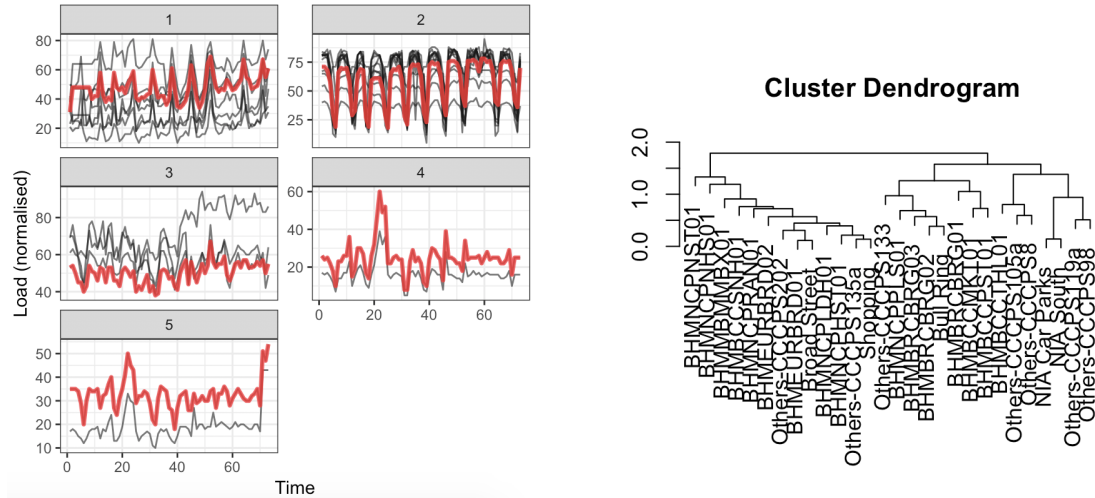 1
2
80
60
40
20
75
50
25
3
4
80
60
40
60
40
20
0
20
40
60
5
50
40
30
20
10
0
20
40
60
Load (normalised)
Time
Cluster Dendrogram
2.0
1.0
0.0
BHMNCPNST01
BHMNCPNHS01
BHMMBMMBX01
BHMBCCSNH01
BHMNCPRAN01
BHMEURBRD02
Others-CCCPS202
BHMEURBRD01
Broad Street
BHMNCPLDH01
BHMNCPHST01
Others-CCCPS135a
Shopping
Others-CCCPS133
BHMNCPPLS01
BHMBRCBRG03
BHMBRCBRG02
Bull Ring
BHMBRCBRG01
BHMBCCMKT01
BHMBCCPST01
BHMBCCTHL01
Others-CCCPS105a
Others-CCCPS8
NIA Car Parks
NIA South
Others-CCCPS119a
Others-CCCPS98